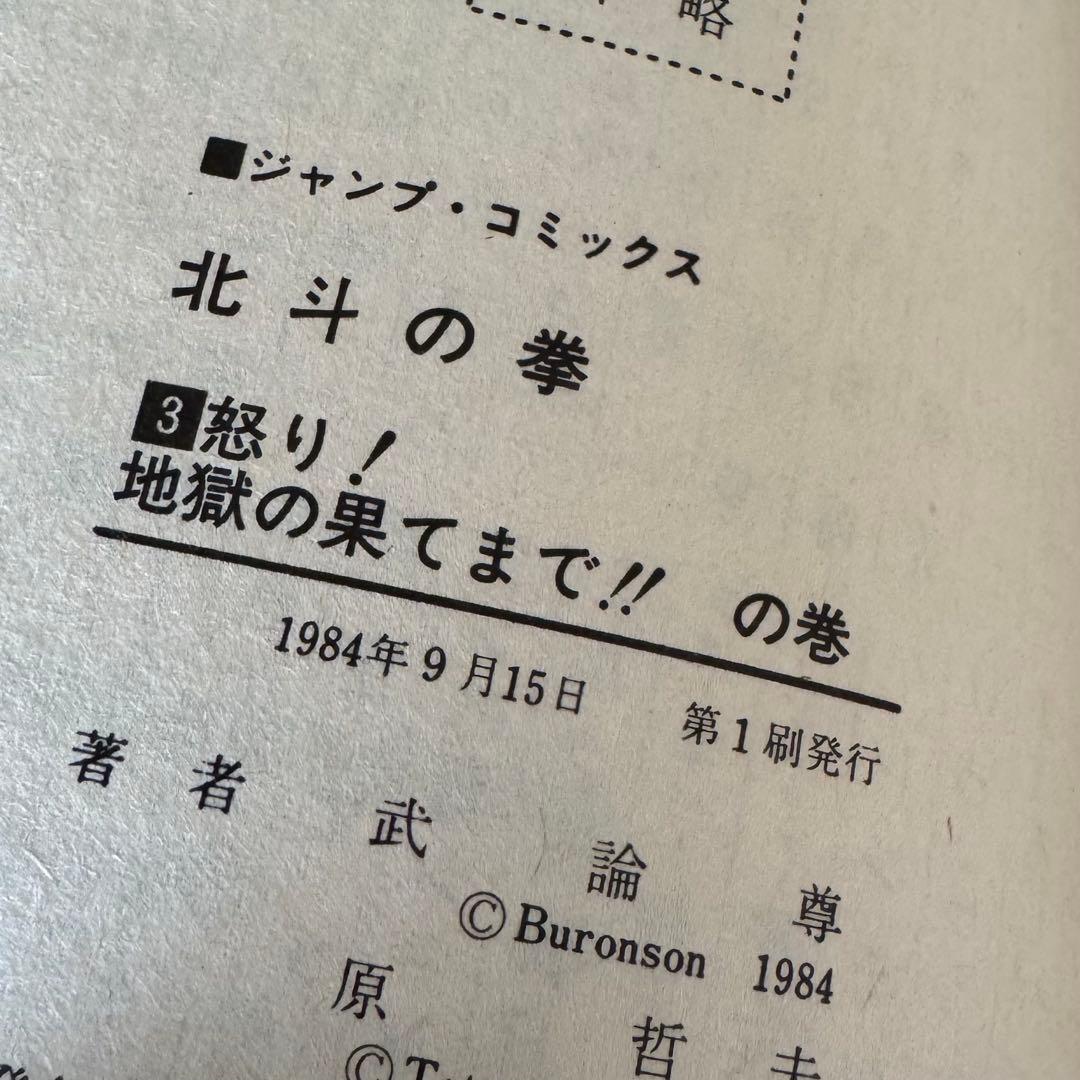 略
■ジャンプ・コミックス
北斗の拳
3怒り!
地獄の果てまで!! の巻
1984年9月15日 第1刷発行
著者 武論尊
©Buronson 1984
原哲夫
©T